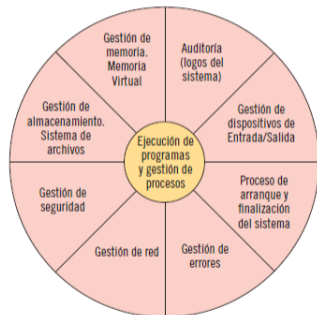 Gestión de
memoria.
Memoria
Virtual
Auditoría
(logos del
sistema)
Gestión de
almacenamiento.
Sistema de
archivos
Gestión de
dispositivos de
Entrada/Salida
Ejecución de
programas
y gestión de
procesos
Gestión de
seguridad
Proceso de
arranque y
finalización
del sistema
Gestión de red
Gestión de
errores